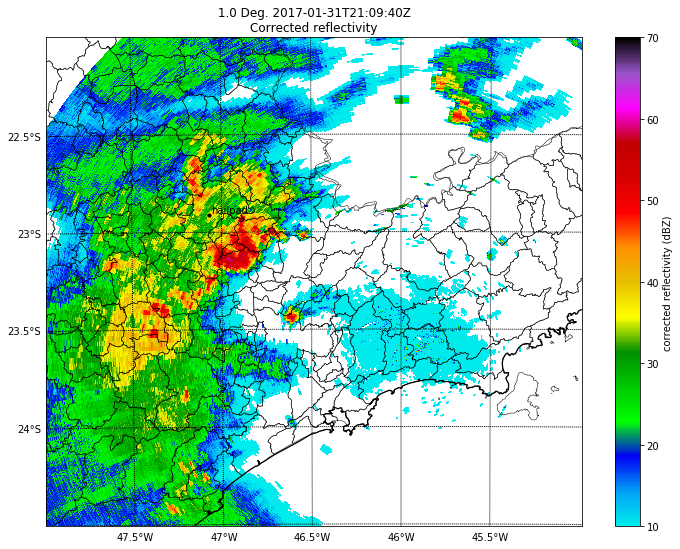 1.0 Deg. 2017-01-31T21:09:40Z
Corrected reflectivity
22.5°S
23°S
23.5°S
24°S
47.5°W
47°W
46.5°W
46°W
45.5°W
hailpad
70
60
50
40
30
20
10
corrected reflectivity (dBZ)